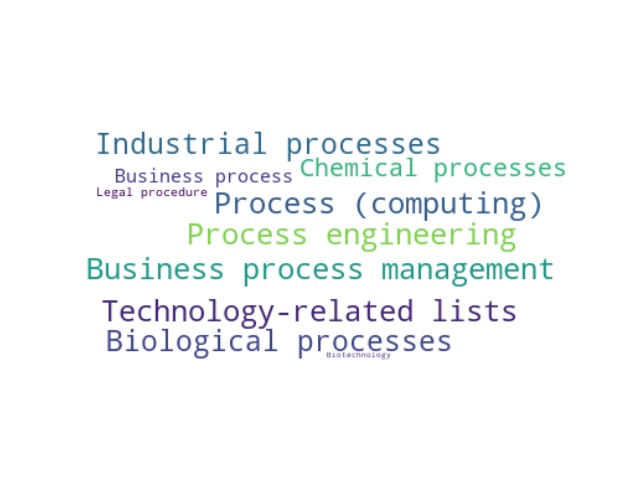 Industrial processes
Chemical processes
Business process
Legal procedure
Process (computing)
Process engineering
Business process management
Technology-related lists
Biological processes
Biotechnology